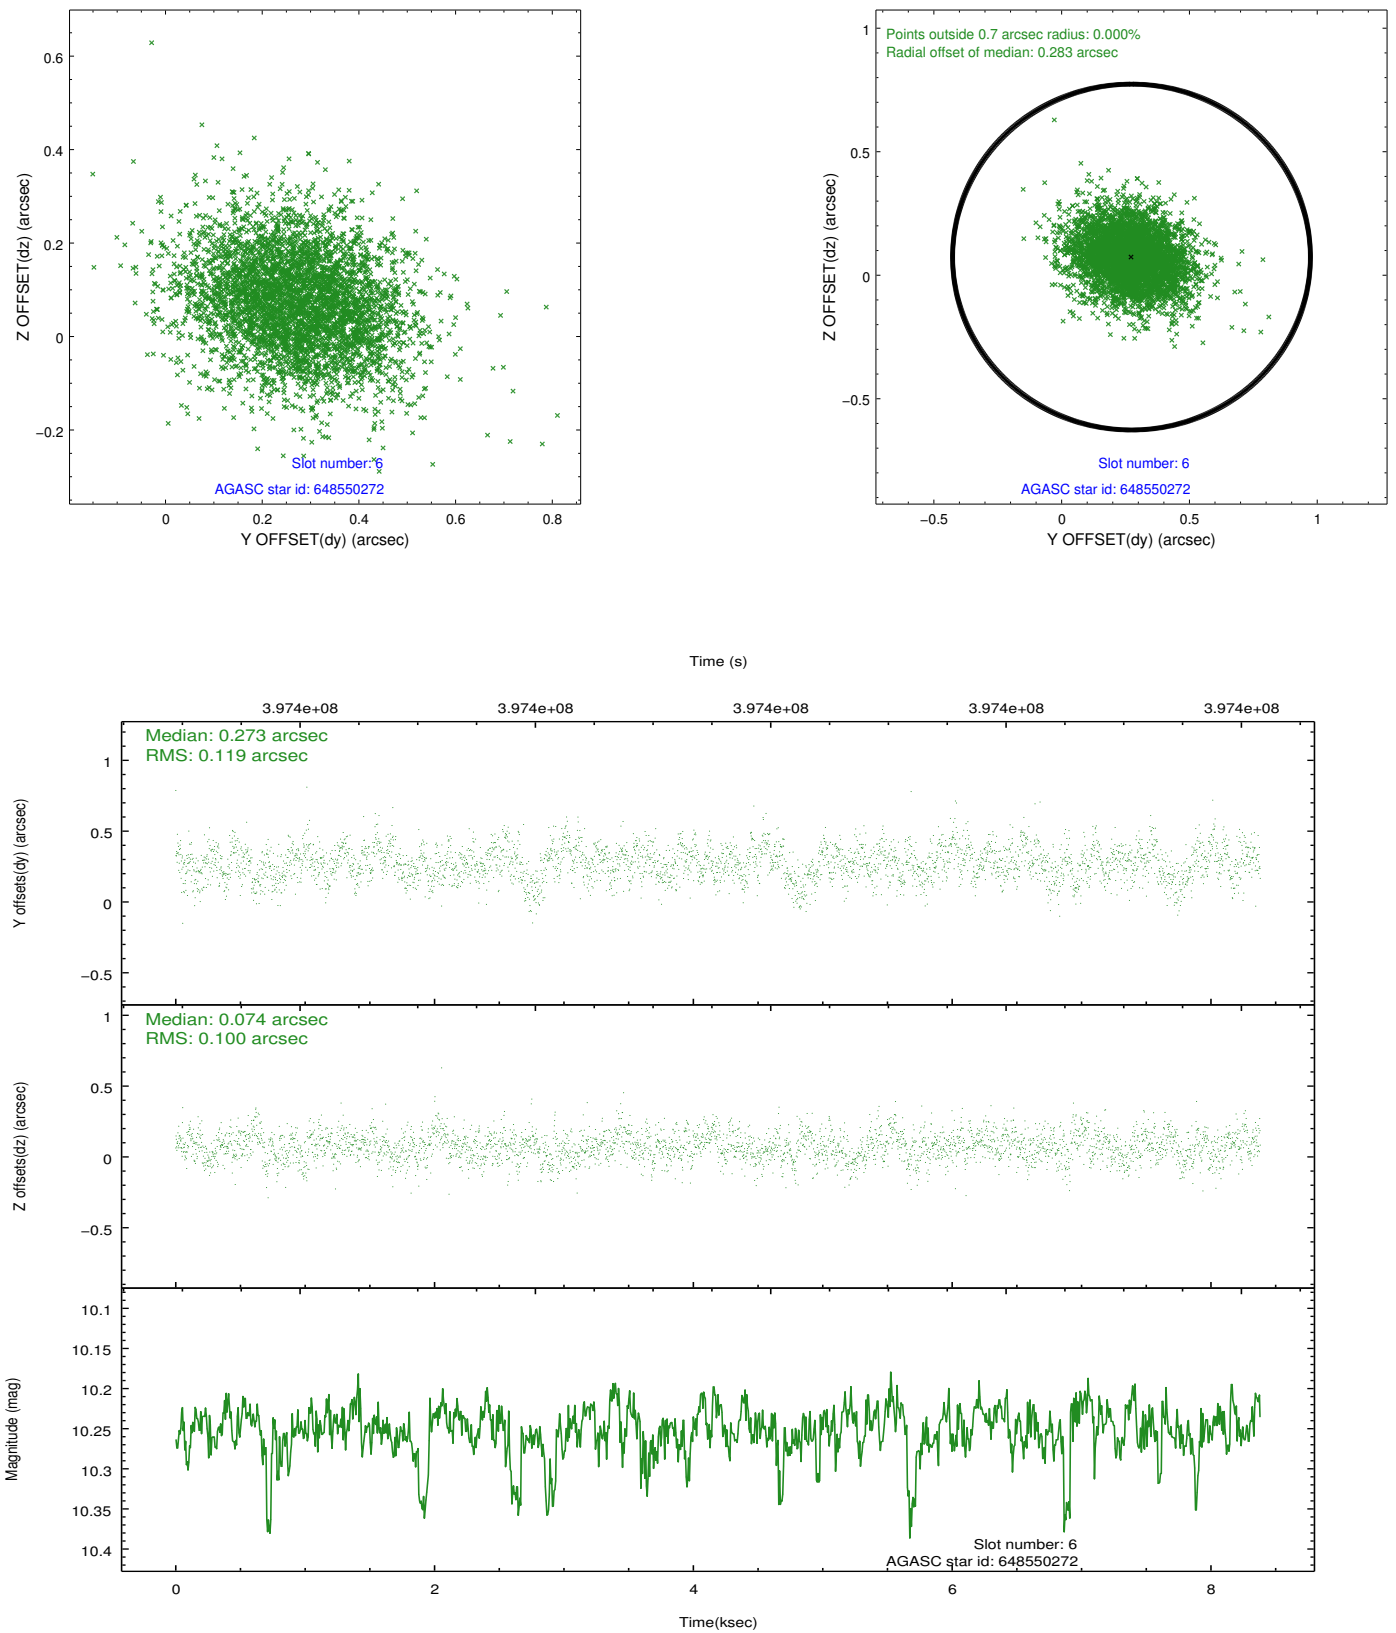 0.6
0.4
0.2
0
−0.2
Z OFFSET(dz) (arcsec)
Slot number: 6
AGASC star id: 648550272
0 0.2 0.4 0.6 0.8
Y OFFSET(dy) (arcsec)
Points outside 0.7 arcsec radius: 0.000%
Radial offset of median: 0.283 arcsec
1
0.5
0
−0.5
Z OFFSET(dz) (arcsec)
Slot number: 6
AGASC star id: 648550272
−0.5 0 0.5 1
Y OFFSET(dy) (arcsec)
Time (s)
3.974e+08 3.974e+08 3.974e+08 3.974e+08 3.974e+08
Median: 0.273 arcsec
RMS: 0.119 arcsec
1
0.5
0
−0.5
Y offsets(dy) (arcsec)
Median: 0.074 arcsec
RMS: 0.100 arcsec
1
0.5
0
−0.5
Z offsets(dz) (arcsec)
10.1
10.15
10.2
10.25
10.3
10.35
10.4
Magnitude (mag)
Slot number: 6
AGASC star id: 648550272
0 2 4 6 8
Time(ksec)